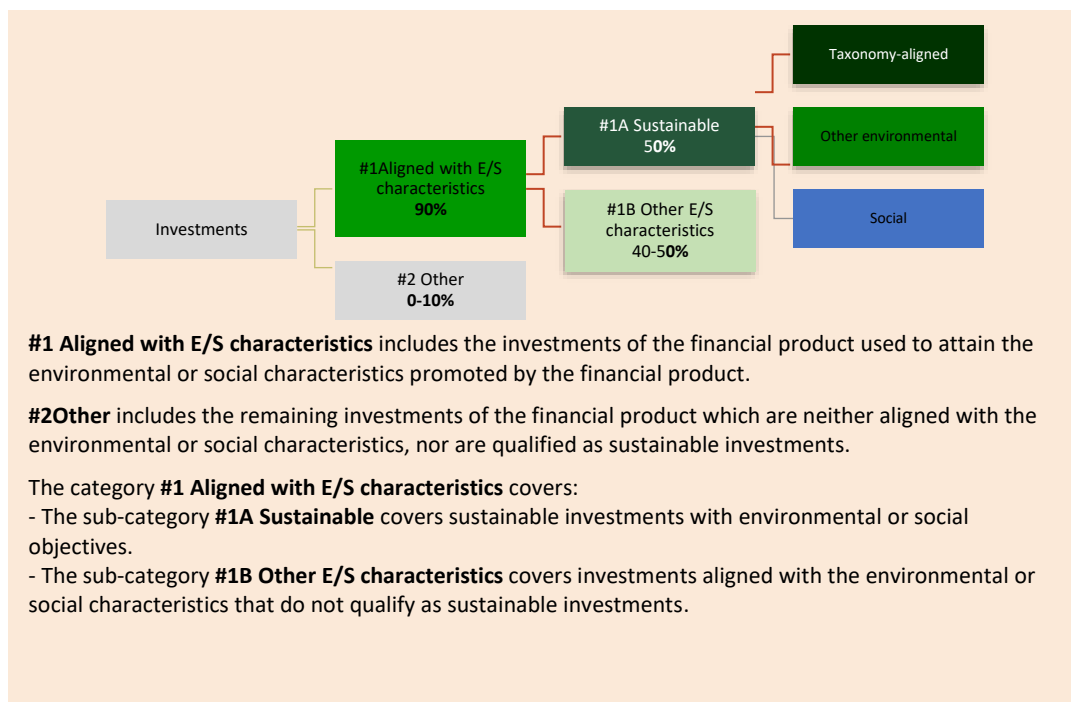 Taxonomy-aligned
#1A Sustainable
50%
Other environmental
#1Aligned with E/S
characteristics
90%
#1B Other E/S
characteristics
40-50%
Social
Investments
#2 Other
0-10%
#1 Aligned with E/S characteristics includes the investments of the financial product used to attain the
environmental or social characteristics promoted by the financial product.
#2Other includes the remaining investments of the financial product which are neither aligned with the
environmental or social characteristics, nor are qualified as sustainable investments.
The category #1 Aligned with E/S characteristics covers:
- The sub-category #1A Sustainable covers sustainable investments with environmental or social
objectives.
- The sub-category #1B Other E/S characteristics covers investments aligned with the environmental or
social characteristics that do not qualify as sustainable investments.